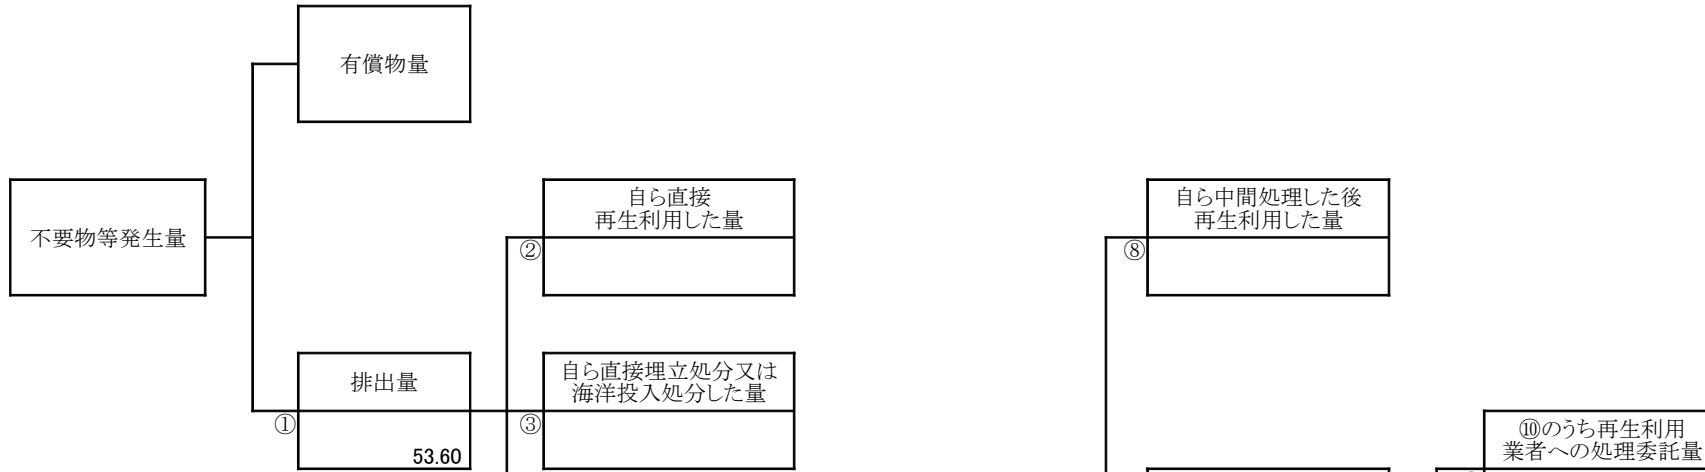 有償物量
不要物等発生量
自ら直接
再生利用した量
②
自ら中間処理した後
再生利用した量
⑧
排出量
①
53.60
自ら直接埋立処分又は
海洋投入処分した量
③
⑩のうち再生利用
業者への処理委託量